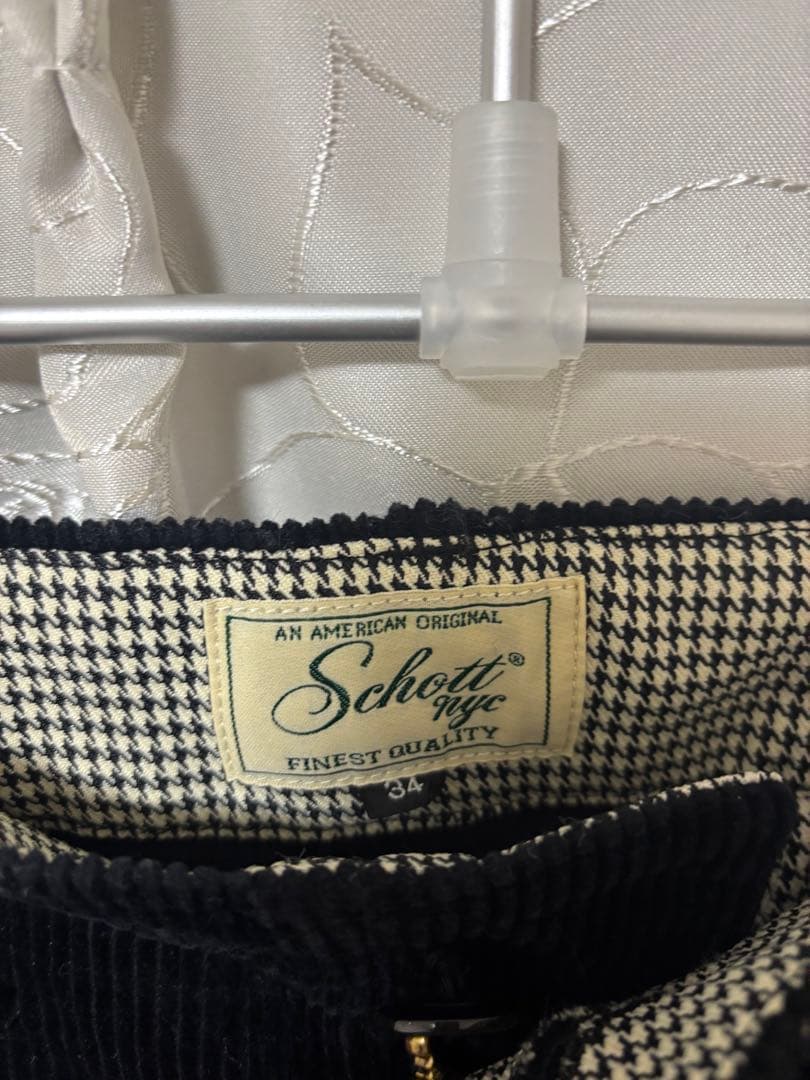 AN AMERICAN ORIGINAL
Schott®
nyc
FINEST QUALITY
34